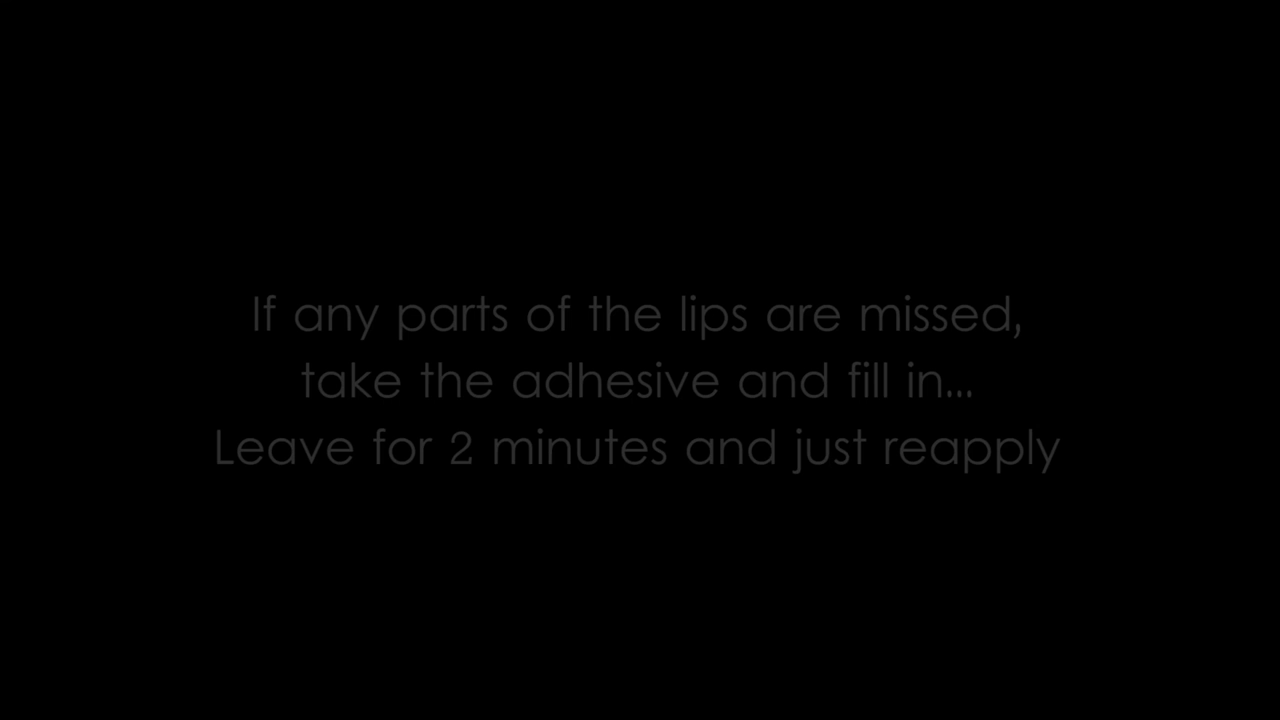 If any parts of the lips are missed,
take the adhesive and fill in...
Leave for 2 minutes and just reapply